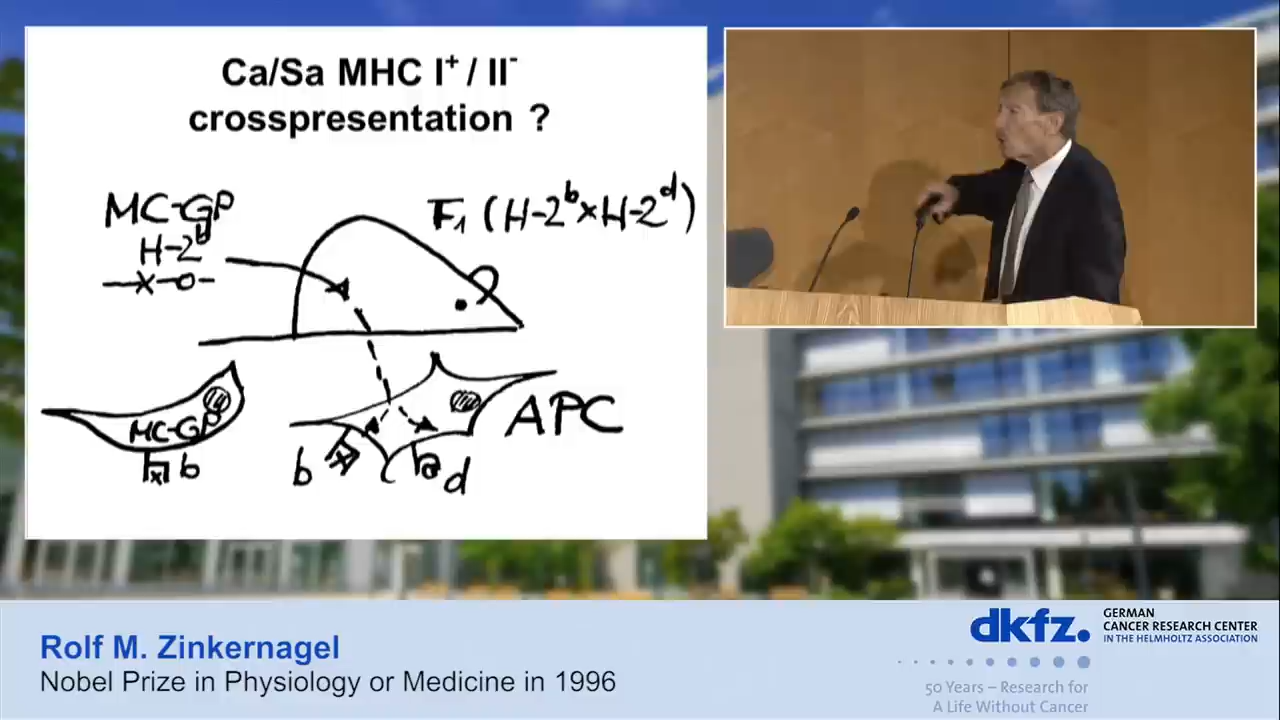 Ca/Sa MHC I⁺ / II⁻
crosspresentation ?
MC-GP
H-2ᵇ
F₁ (H-2ᵇ×H-2ᵈ)
—x—o—
MC-GP
x b
b x
a d
APC
Rolf M. Zinkernagel
Nobel Prize in Physiology or Medicine in 1996
dkfz.
GERMAN
CANCER RESEARCH CENTER
IN THE HELMHOLTZ ASSOCIATION
50 Years – Research for
A Life Without Cancer